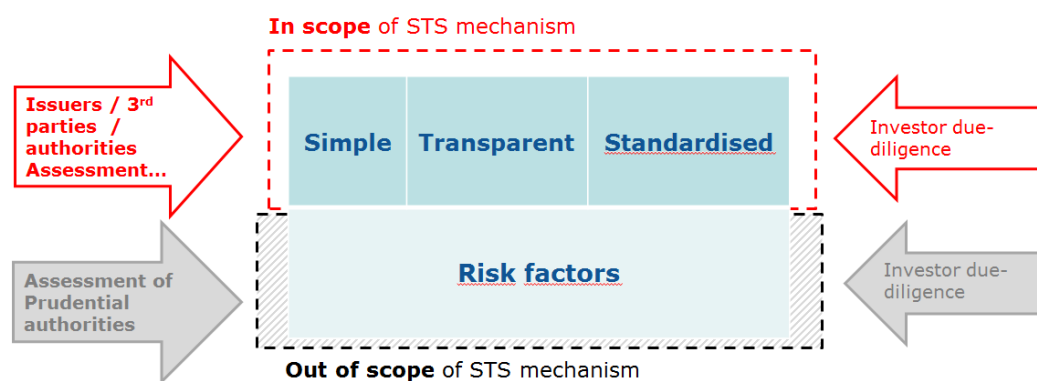 In scope of STS mechanism
Issuers / 3rd
parties /
authorities
Assessment...
Simple
Transparent
Standardised
Investor due-
diligence
Assessment of
Prudential
authorities
Risk factors
Investor due-
diligence
Out of scope of STS mechanism